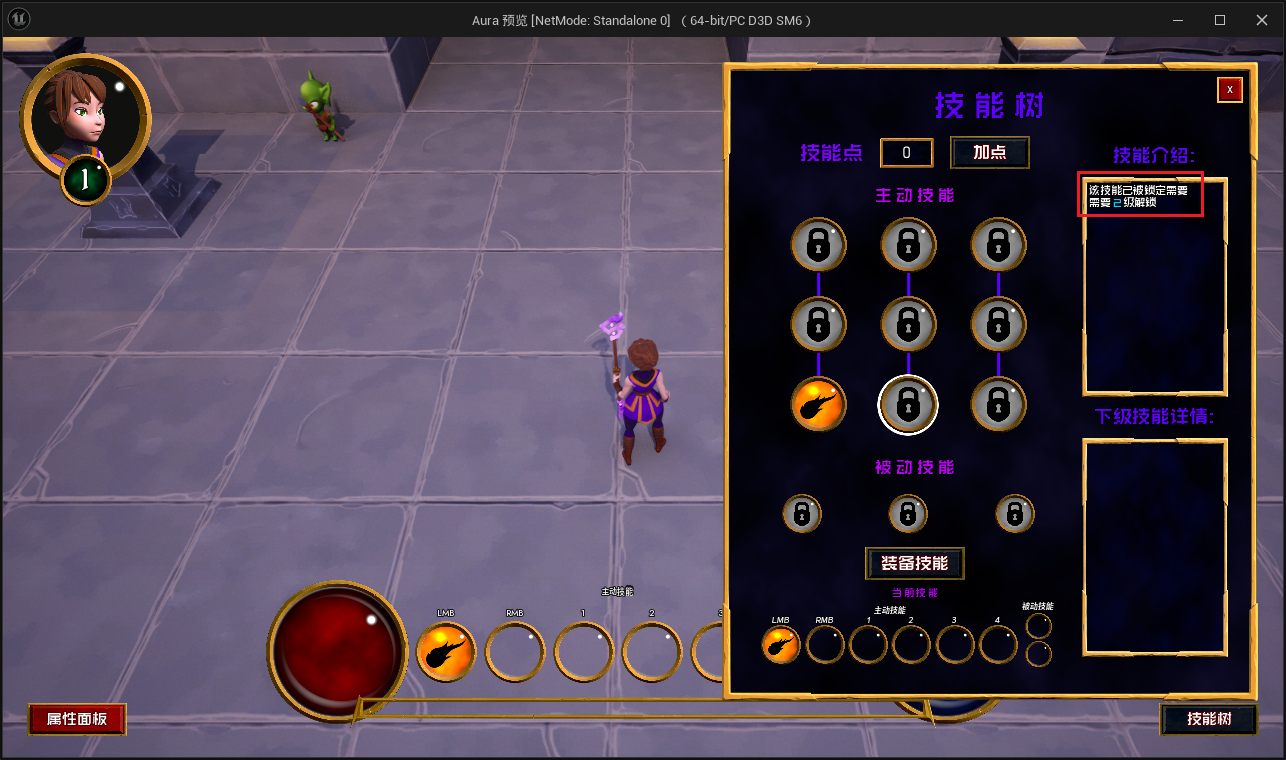 Aura 预览 [NetMode: Standalone 0] （64-bit/PC D3D SM6）
1
X
技能树
技能点
0
加点
技能介绍:
主动技能
该技能已被锁定需要
需要2级解锁
下级技能详情:
被动技能
装备技能
当前技能
主动技能
被动技能
LMB
RMB
1
2
3
4
主动技能
LMB
RMB
1
2
3
属性面板
技能树